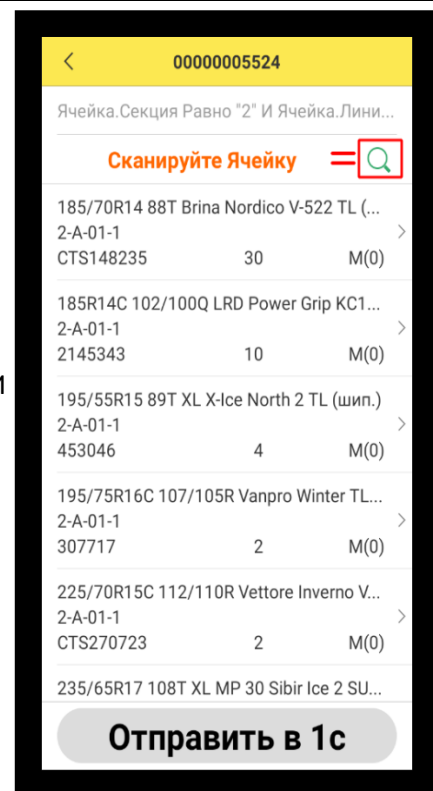 00000005524
Ячейка.Секция Равно "2" И Ячейка.Лини...
Сканируйте Ячейку =
185/70R14 88T Brina Nordico V-522 TL (...
2-A-01-1
CTS148235 30 M(0)
185R14C 102/100Q LRD Power Grip KC1...
2-A-01-1
2145343 10 M(0)
и
195/55R15 89T XL X-Ice North 2 TL (шип.)
2-A-01-1
453046 4 M(0)
195/75R16C 107/105R Vanpro Winter TL...
2-A-01-1
307717 2 M(0)
225/70R15C 112/110R Vettore Inverno V...
2-A-01-1
CTS270723 2 M(0)
235/65R17 108T XL MP 30 Sibir Ice 2 SU...
Отправить в 1с